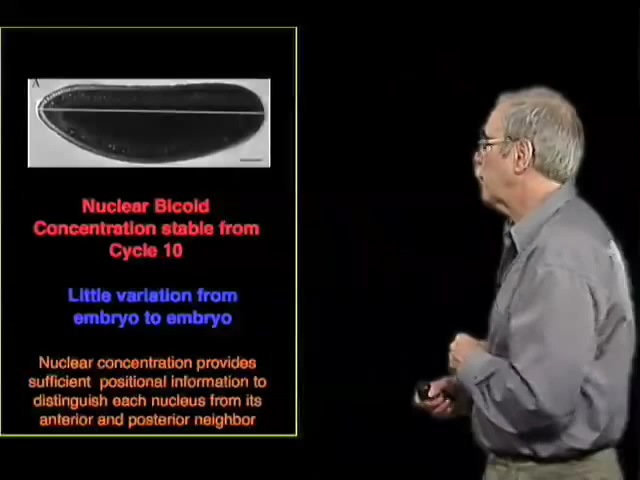 A
Nuclear Bicoid
Concentration stable from
Cycle 10
Little variation from
embryo to embryo
Nuclear concentration provides
sufficient positional information to
distinguish each nucleus from its
anterior and posterior neighbor